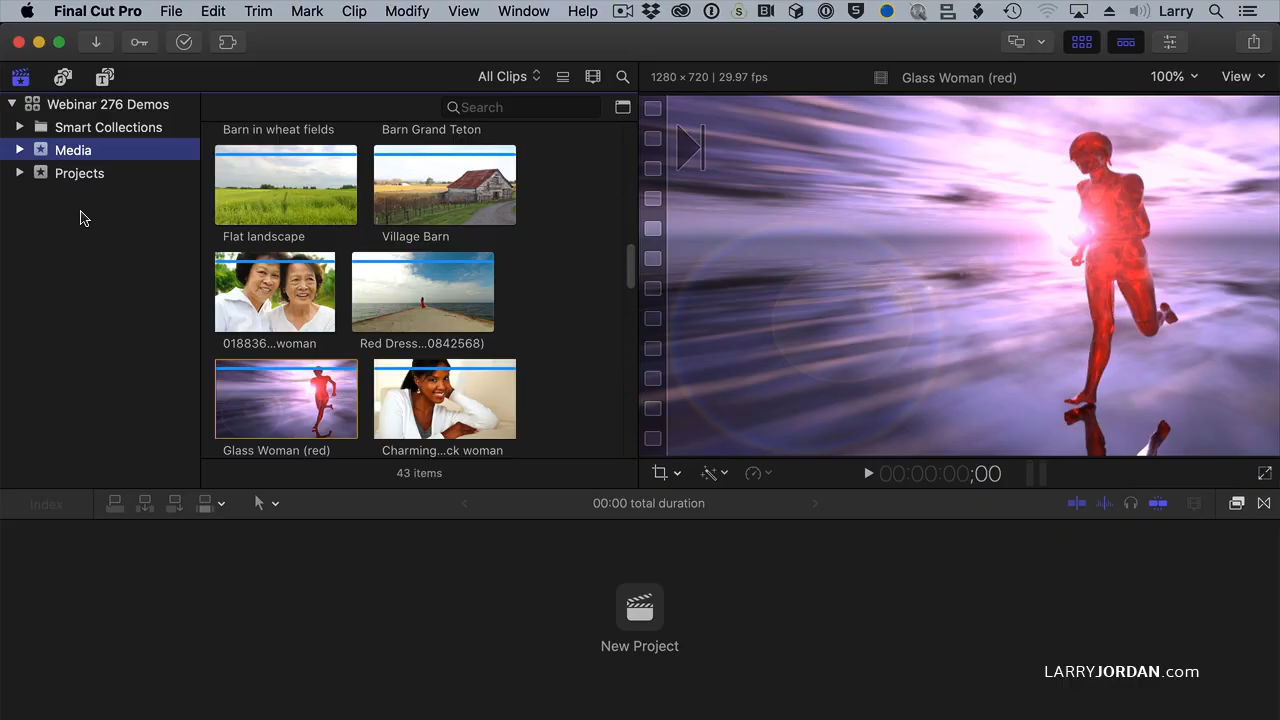 Final Cut Pro File Edit Trim Mark Clip Modify View Window Help Larry
All Clips 1280 × 720 | 29.97 fps Glass Woman (red) 100% View
Webinar 276 Demos
Smart Collections
Media
Projects
Search
Barn in wheat fields Barn Grand Teton
Flat landscape Village Barn
018836...woman Red Dress...0842568)
Glass Woman (red) Charming...ck woman
43 items
00:00:00;00
Index 00:00 total duration
New Project
LARRYJORDAN.com